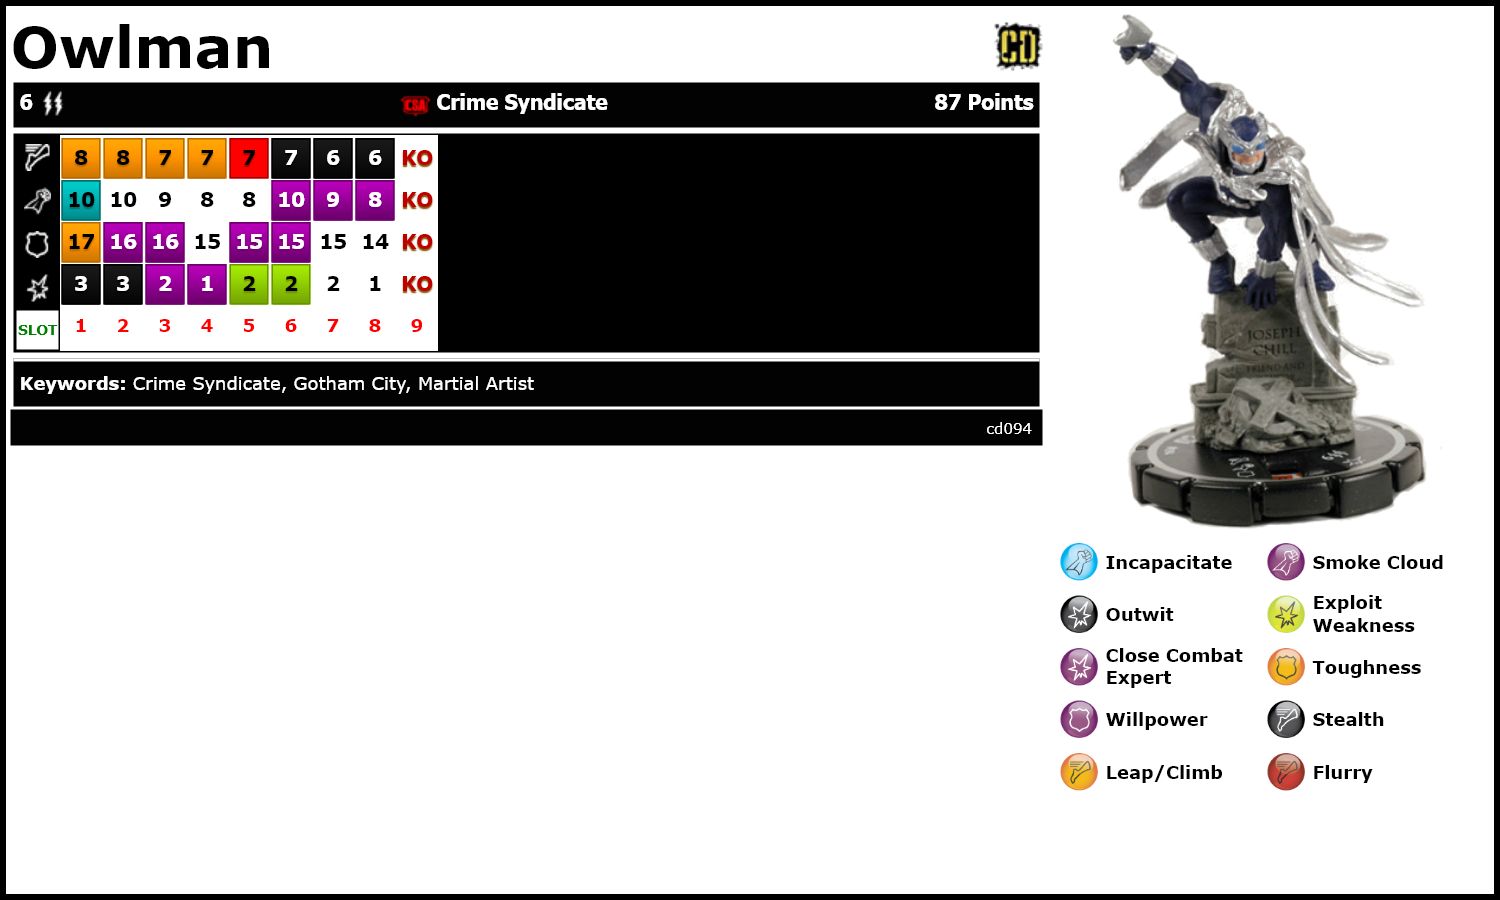 Owlman
CD
6 CSA Crime Syndicate 87 Points
8 8 7 7 7 7 6 6 KO
10 10 9 8 8 10 9 8 KO
17 16 16 15 15 15 15 14 KO
3 3 2 1 2 2 2 1 KO
SLOT 1 2 3 4 5 6 7 8 9
Keywords: Crime Syndicate, Gotham City, Martial Artist
cd094
JOSEPH
CHILL
FRIEND AND
Incapacitate
Smoke Cloud
Outwit
Exploit
Weakness
Close Combat
Expert
Toughness
Willpower
Stealth
Leap/Climb
Flurry